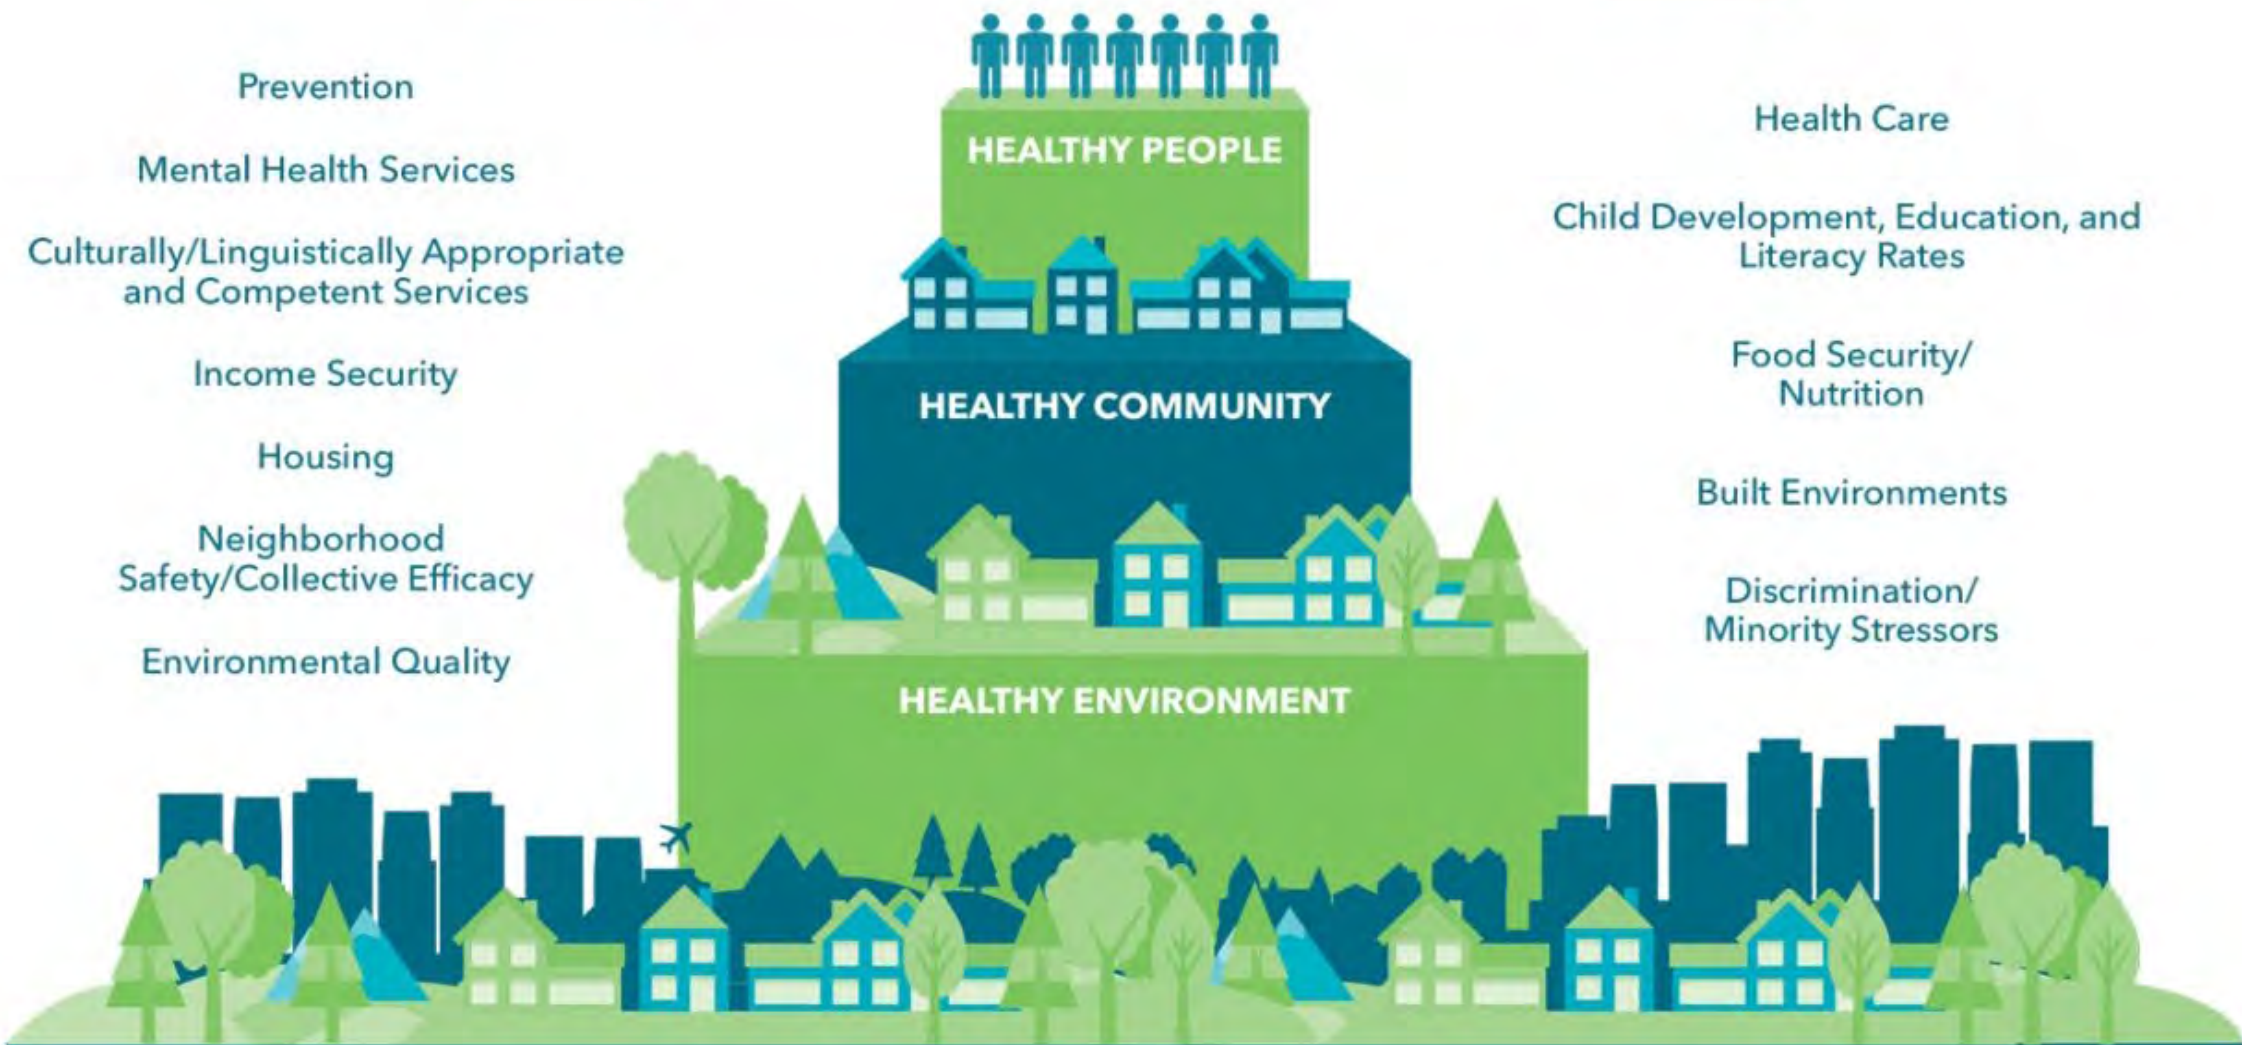 Prevention
Mental Health Services
Culturally/Linguistically Appropriate
and Competent Services
Income Security
Housing
Neighborhood
Safety/Collective Efficacy
Environmental Quality
HEALTHY PEOPLE
HEALTHY COMMUNITY
HEALTHY ENVIRONMENT
Health Care
Child Development, Education, and
Literacy Rates
Food Security/
Nutrition
Built Environments
Discrimination/
Minority Stressors